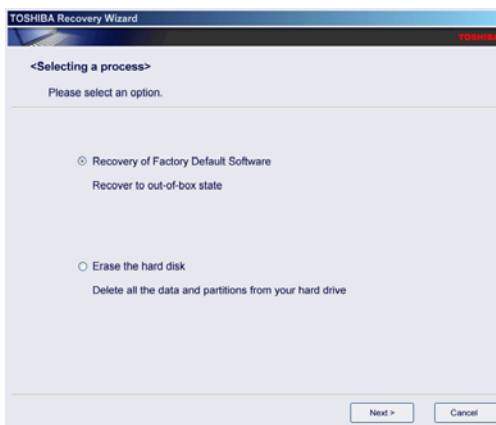 TOSHIBA Recovery Wizard
TOSHIBA
<Selecting a process>
Please select an option.
Recovery of Factory Default Software
Recover to out-of-box state
Erase the hard disk
Delete all the data and partitions from your hard drive
Next >
Cancel